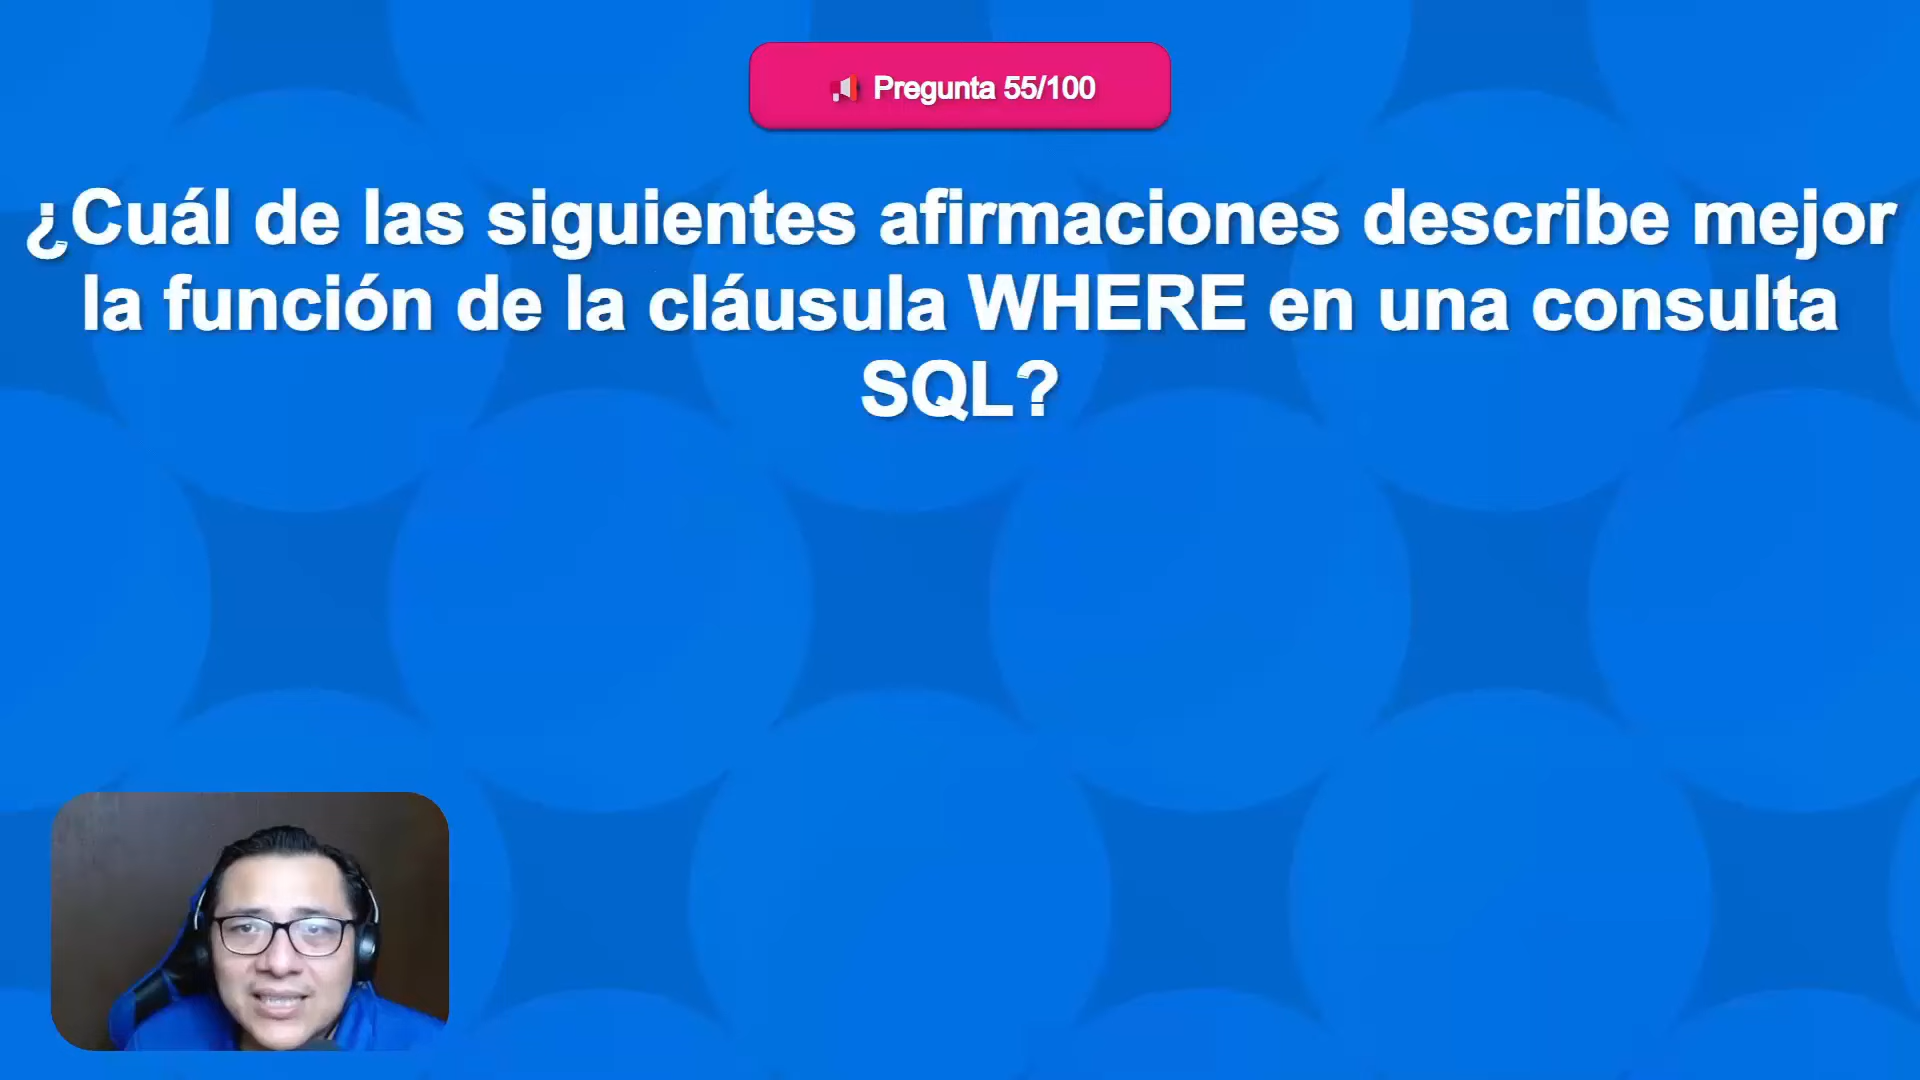 Pregunta 55/100
¿Cuál de las siguientes afirmaciones describe mejor
la función de la cláusula WHERE en una consulta
SQL?